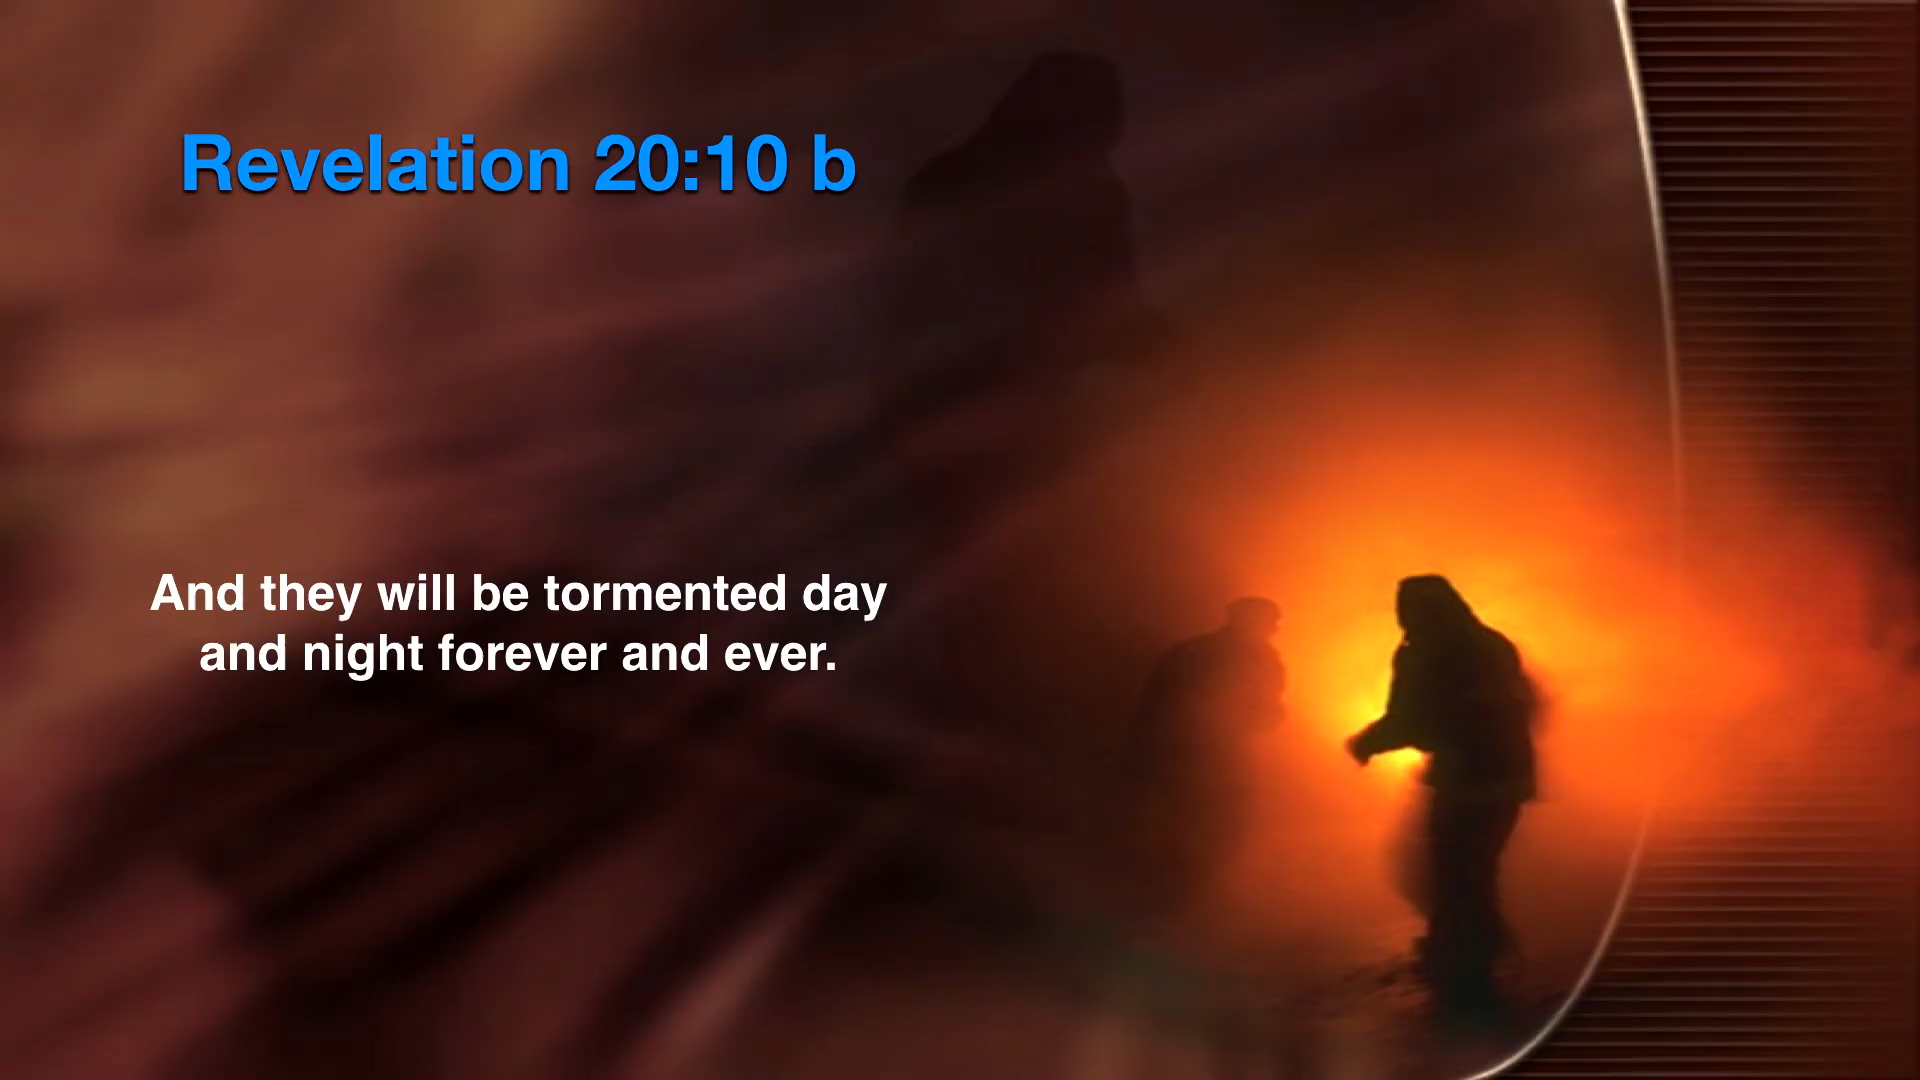 Revelation 20:10 b
And they will be tormented day
and night forever and ever.